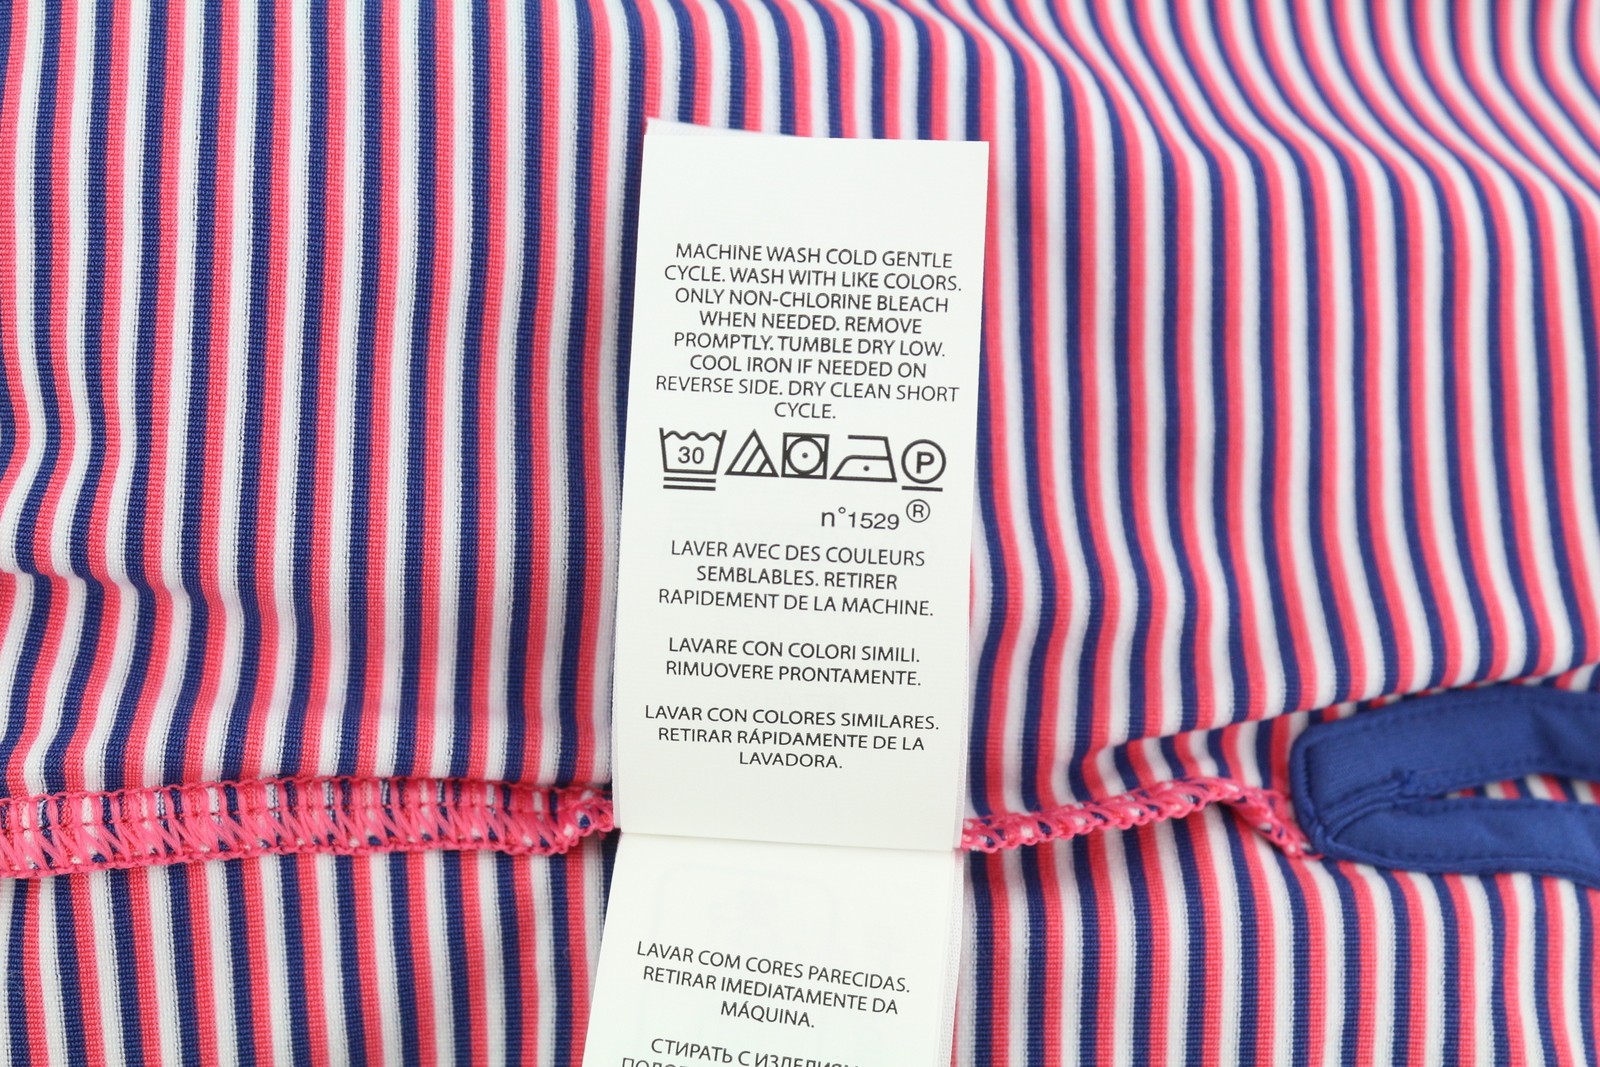 MACHINE WASH COLD GENTLE
CYCLE. WASH WITH LIKE COLORS.
ONLY NON-CHLORINE BLEACH
WHEN NEEDED. REMOVE
PROMPTLY. TUMBLE DRY LOW.
COOL IRON IF NEEDED ON
REVERSE SIDE. DRY CLEAN SHORT
CYCLE.
30 P
n°1529 ®
LAVER AVEC DES COULEURS
SEMBLABLES. RETIRER
RAPIDEMENT DE LA MACHINE.
LAVARE CON COLORI SIMILI.
RIMUOVERE PRONTAMENTE.
LAVAR CON COLORES SIMILARES.
RETIRAR RÁPIDAMENTE DE LA
LAVADORA.
LAVAR COM CORES PARECIDAS.
RETIRAR IMEDIATAMENTE DA
MÁQUINA.
СТИРАТЬ С ИЗДЕЛИЯМ